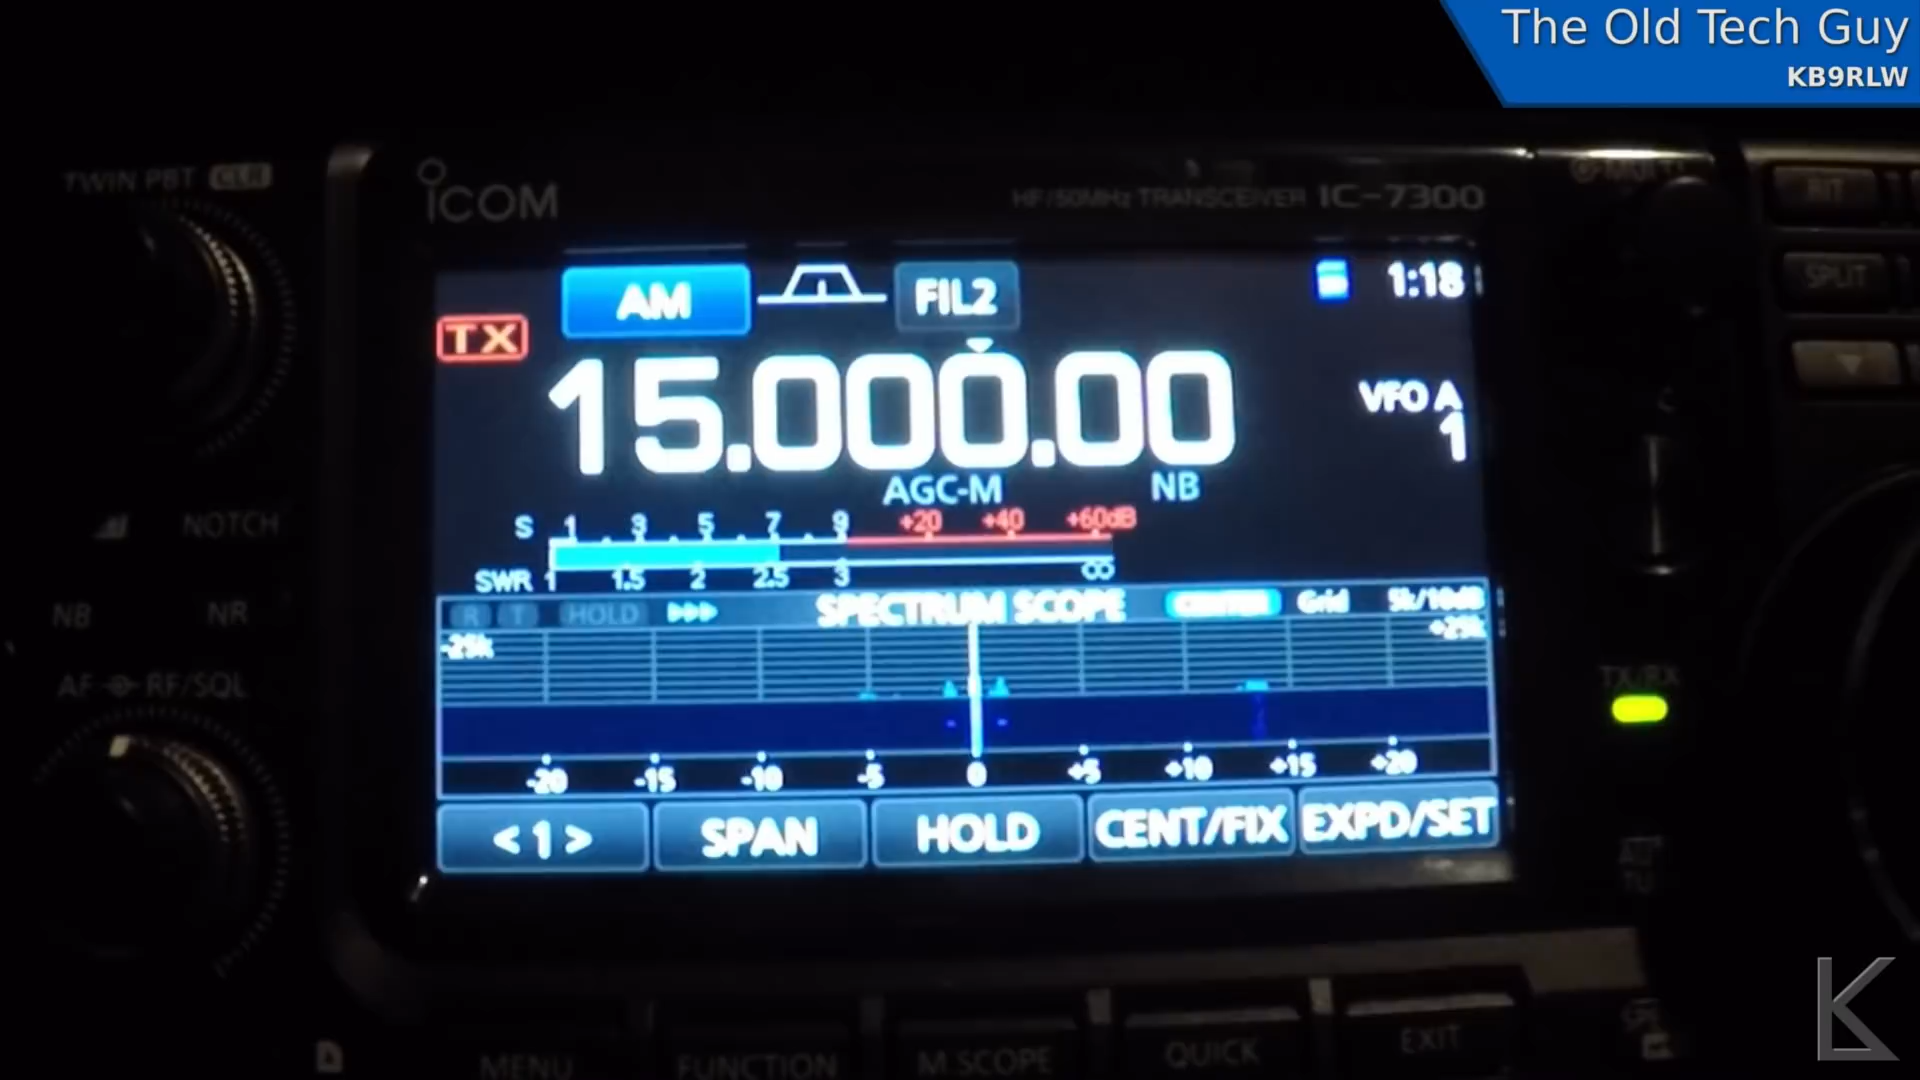 The Old Tech Guy
KB9RLW
TWIN PBT CLR
ICOM
HF/50MHz TRANSCEIVER IC-7300
AM FIL2 1:18
TX
15.000.00
VFO A
1
AGC-M NB
S 1 3 5 7 9 +20 +40 +60dB
SWR 1 1.5 2 2.5 3 ∞
R T HOLD SPECTRUM SCOPE CENTER Grid 5k/10dB
-25k +25k
-20 -15 -10 -5 0 +5 +10 +15 +20
<1> SPAN HOLD CENT/FIX EXPD/SET
NOTCH
NB NR
AF RF/SQL
SPLIT
TX/RX
MENU FUNCTION M.SCOPE QUICK EXIT
K